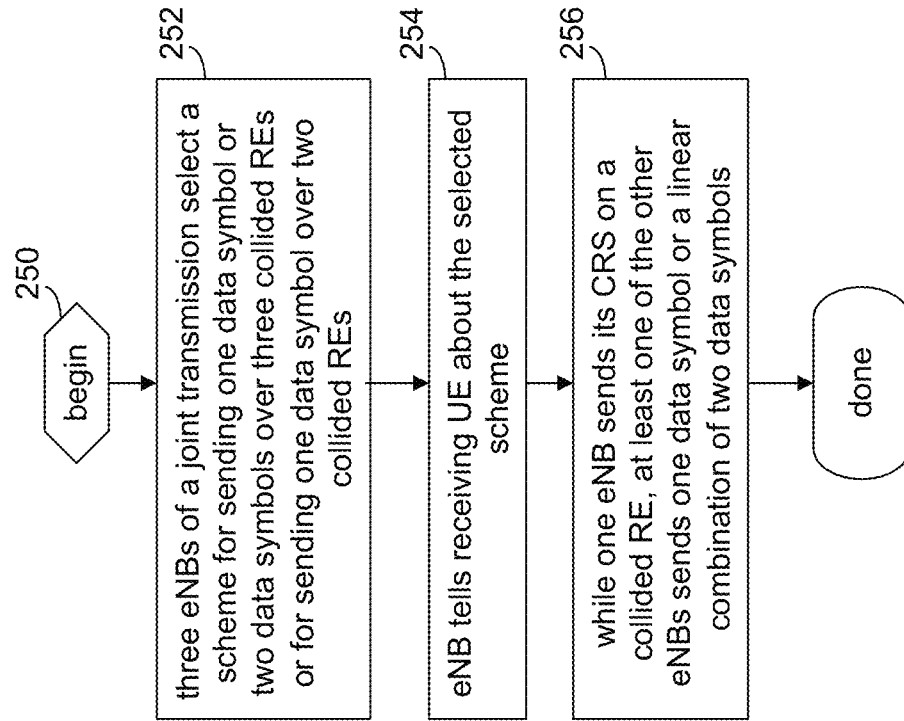 250
begin
252
three eNBs of a joint transmission select a
scheme for sending one data symbol or
two data symbols over three collided REs
or for sending one data symbol over two
collided REs
254
eNB tells receiving UE about the selected
scheme
256
while one eNB sends its CRS on a
collided RE, at least one of the other
eNBs sends one data symbol or a linear
combination of two data symbols
done